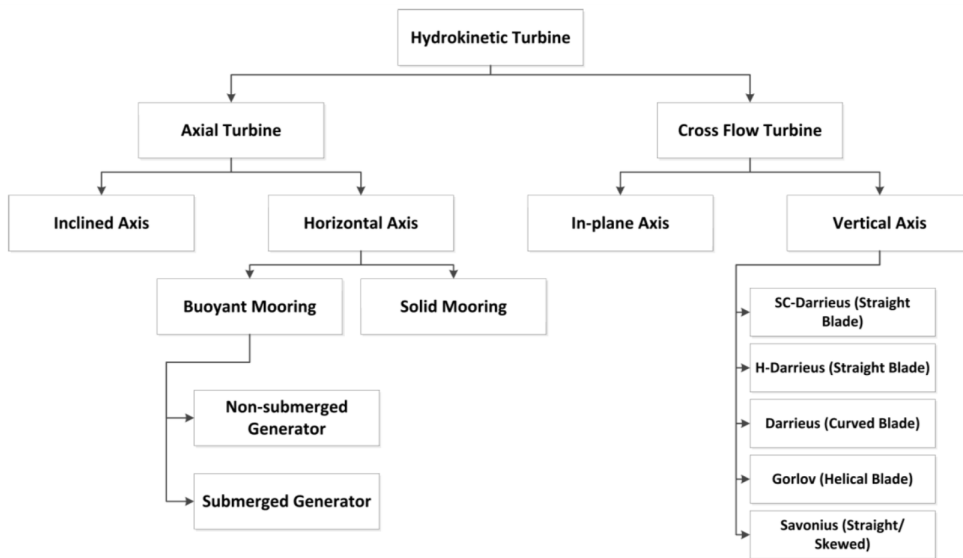 Hydrokinetic Turbine
Axial Turbine
Cross Flow Turbine
Inclined Axis
Horizontal Axis
In-plane Axis
Vertical Axis
Buoyant Mooring
Solid Mooring
SC-Darrieus (Straight
Blade)
H-Darrieus (Straight Blade)
Non-submerged
Generator
Darrieus (Curved Blade)
Submerged Generator
Gorlov (Helical Blade)
Savonius (Straight/
Skewed)